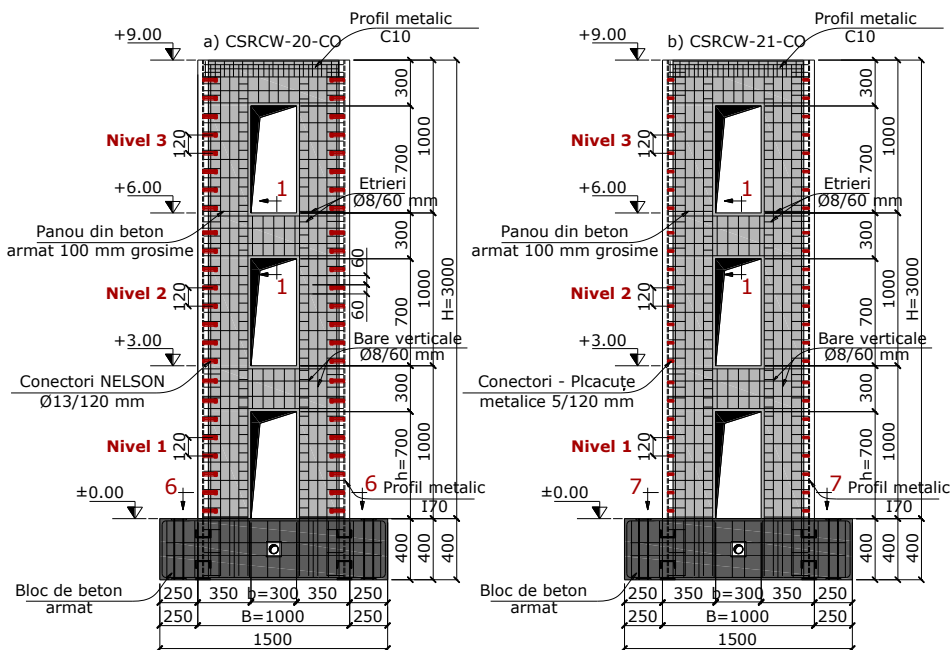 a) CSRCW-20-CO
Profil metalic
C10
+9.00
300
1000
700
Nivel 3
120
1
Etrieri
Ø8/60 mm
+6.00
Panou din beton
armat 100 mm grosime
300
60
60
1
1000
700
H=3000
Nivel 2
120
+3.00
Bare verticale
Ø8/60 mm
Conectori NELSON
Ø13/120 mm
300
Nivel 1
120
h=700
1000
6
6
Profil metalic
I70
±0.00
400
400
400
Bloc de beton
armat
250
350
b=300
350
250
250
B=1000
250
1500
b) CSRCW-21-CO
Profil metalic
C10
+9.00
300
1000
700
Nivel 3
120
1
Etrieri
Ø8/60 mm
+6.00
Panou din beton
armat 100 mm grosime
300
1
1000
700
H=3000
Nivel 2
120
+3.00
Bare verticale
Ø8/60 mm
Conectori - Plcacuțe
metalice 5/120 mm
300
Nivel 1
120
h=700
1000
7
7
Profil metalic
I70
±0.00
400
400
400
Bloc de beton
armat
250
350
b=300
350
250
250
B=1000
250
1500